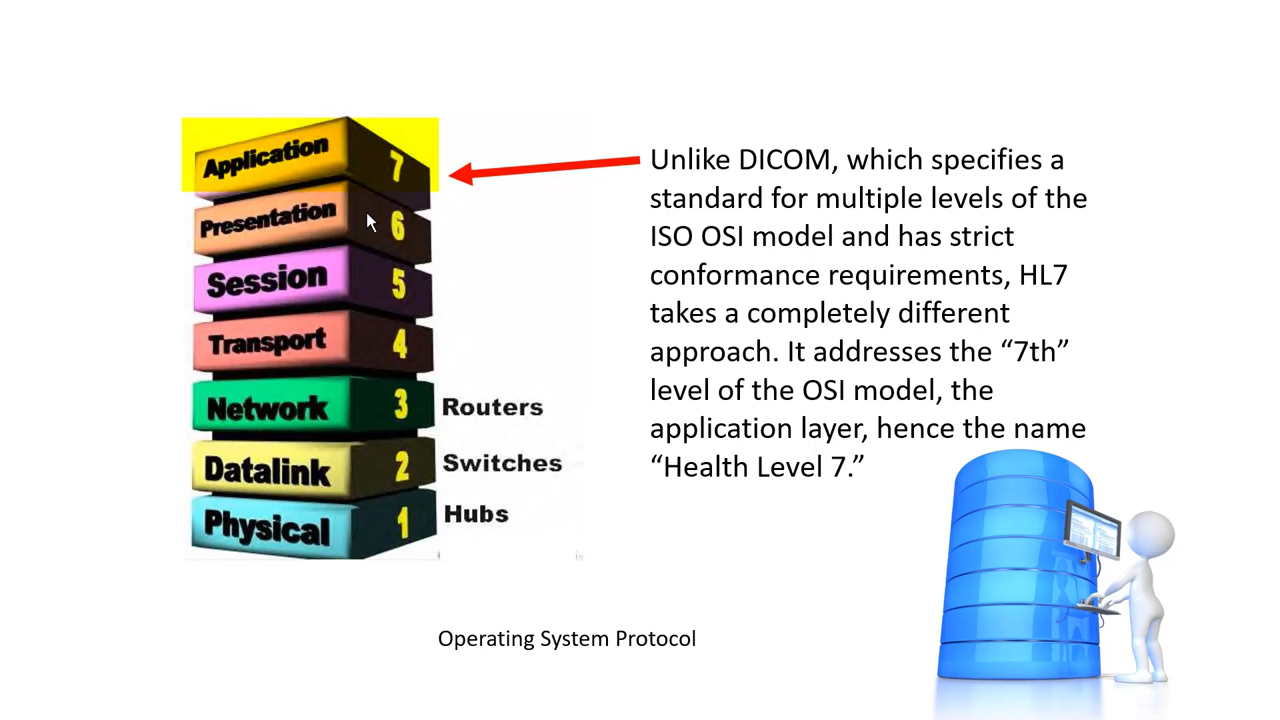 Application 7
Presentation 6
Session 5
Transport 4
Network 3 Routers
Datalink 2 Switches
Physical 1 Hubs
Unlike DICOM, which specifies a
standard for multiple levels of the
ISO OSI model and has strict
conformance requirements, HL7
takes a completely different
approach. It addresses the “7th”
level of the OSI model, the
application layer, hence the name
“Health Level 7.”
Operating System Protocol